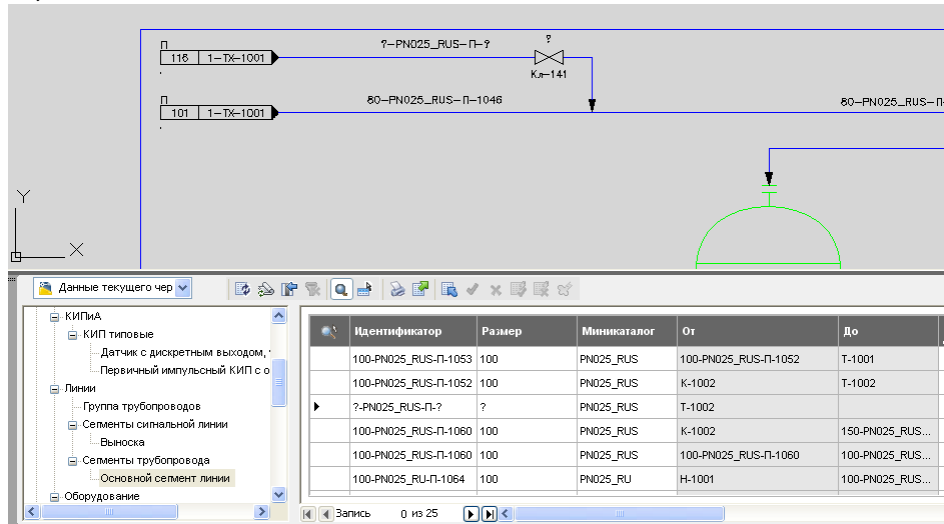 П
?-PN025_RUS-П-?
?
116 1-ТХ-1001
Кл-141
П
80-PN025_RUS-П-1046
101 1-ТХ-1001
80-PN025_RUS-П
Y
X
Данные текущего чер
КИПиА
КИП типовые
Датчик с дискретным выходом,
Первичный импульсный КИП с о
Линии
Группа трубопроводов
Сегменты сигнальной линии
Выноска
Сегменты трубопровода
Основной сегмент линии
Оборудование
Идентификатор Размер Миникаталог От До
100-PN025_RUS-П-1053 100 PN025_RUS 100-PN025_RUS-П-1052 Т-1001
100-PN025_RUS-П-1052 100 PN025_RUS К-1002 Т-1002
?-PN025_RUS-П-? ? PN025_RUS Т-1002
100-PN025_RUS-П-1060 100 PN025_RUS К-1002 150-PN025_RUS...
100-PN025_RUS-П-1060 100 PN025_RUS 100-PN025_RUS-П-1060 100-PN025_RUS...
100-PN025_RU-П-1064 100 PN025_RU Н-1001 100-PN025_RUS...
Запись 0 из 25